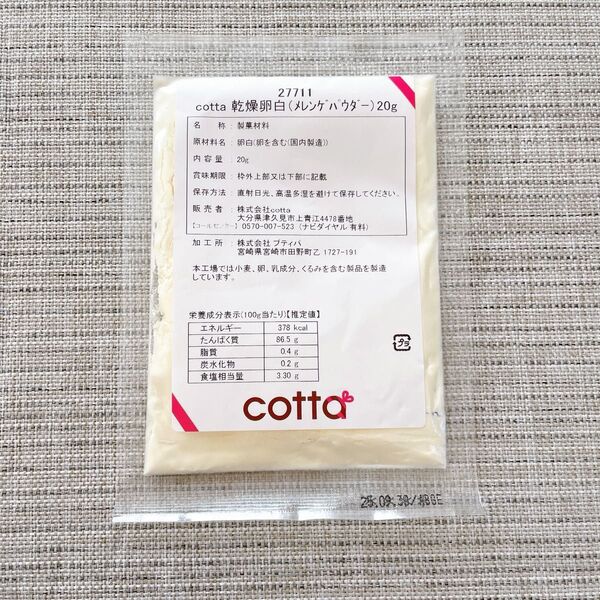 27711
cotta 乾燥卵白(ﾒﾚﾝｹﾞﾊﾟｳﾀﾞｰ)20g
名 称 : 製菓材料
原材料名 : 卵白(卵を含む(国内製造))
内容量 : 20g
賞味期限 : 枠外上部又は下部に記載
保存方法 : 直射日光、高温多湿を避けて保存してください。
販売者 : 株式会社cotta
大分県津久見市上青江4478番地
【コールセンター】 0570-007-523 (ナビダイヤル 有料)
加工所 : 株式会社 プティパ
宮崎県宮崎市田野町乙 1727-191
本工場では小麦、卵、乳成分、くるみを含む製品を製造
しています。
栄養成分表示(100g当たり)【推定値】
エネルギー 378 kcal
たんぱく質 86.5 g
脂質 0.4 g
炭水化物 0.2 g
食塩相当量 3.30 g
プラ
cotta
25.09.30/